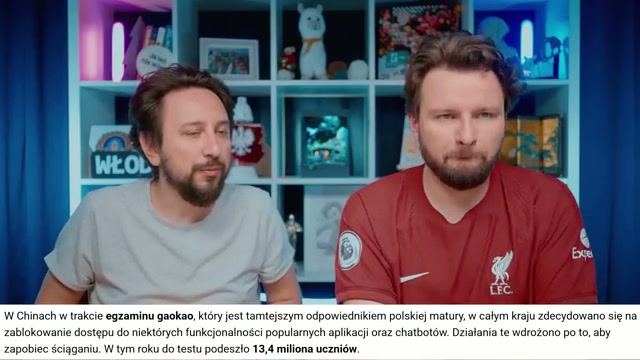 WŁOD
L.F.C.
Expe
W Chinach w trakcie egzaminu gaokao, który jest tamtejszym odpowiednikiem polskiej matury, w całym kraju zdecydowano się na
zablokowanie dostępu do niektórych funkcjonalności popularnych aplikacji oraz chatbotów. Działania te wdrożono po to, aby
zapobiec ściąganiu. W tym roku do testu podeszło 13,4 miliona uczniów.